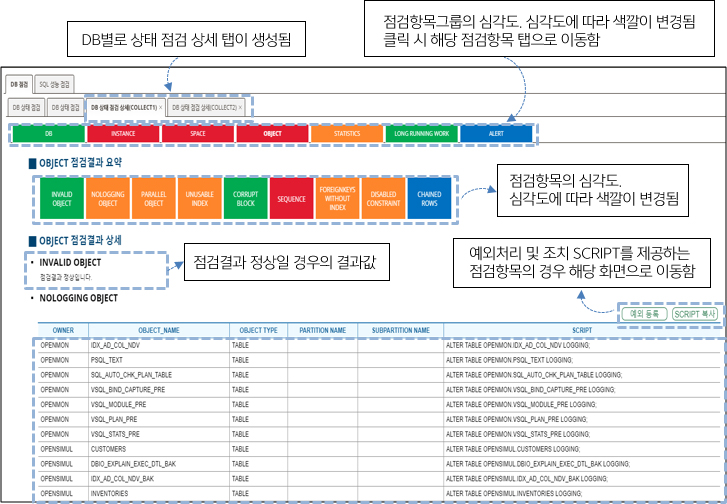 DB별로 상태 점검 상세 탭이 생성됨
점검항목그룹의 심각도. 심각도에 따라 색깔이 변경됨
클릭 시 해당 점검항목 탭으로 이동함
DB 점검 SQL 성능 점검
DB 상태 점검 DB 상태 점검 DB 상태 점검 상세(COLLECT1) × DB 상태 점검 상세(COLLECT2) ×
DB INSTANCE SPACE OBJECT STATISTICS LONG RUNNING WORK ALERT
OBJECT 점검결과 요약
INVALID OBJECT
NOLOGGING OBJECT
PARALLEL OBJECT
UNUSABLE INDEX
CORRUPT BLOCK
SEQUENCE
FOREIGNKEYS WITHOUT INDEX
DISABLED CONSTRAINT
CHAINED ROWS
점검항목의 심각도.
심각도에 따라 색깔이 변경됨
OBJECT 점검결과 상세
• INVALID OBJECT
점검결과 정상입니다.
점검결과 정상일 경우의 결과값
예외처리 및 조치 SCRIPT를 제공하는
점검항목의 경우 해당 화면으로 이동함
• NOLOGGING OBJECT
예외 등록 SCRIPT 복사
OWNER OBJECT_NAME OBJECT TYPE PARTITION NAME SUBPARTITION NAME SCRIPT
OPENMON IDX_AD_COL_NDV TABLE ALTER TABLE OPENMON.IDX_AD_COL_NDV LOGGING;
OPENMON PSQL_TEXT TABLE ALTER TABLE OPENMON.PSQL_TEXT LOGGING;
OPENMON SQL_AUTO_CHK_PLAN_TABLE TABLE ALTER TABLE OPENMON.SQL_AUTO_CHK_PLAN_TABLE LOGGING;
OPENMON VSQL_BIND_CAPTURE_PRE TABLE ALTER TABLE OPENMON.VSQL_BIND_CAPTURE_PRE LOGGING;
OPENMON VSQL_MODULE_PRE TABLE ALTER TABLE OPENMON.VSQL_MODULE_PRE LOGGING;
OPENMON VSQL_PLAN_PRE TABLE ALTER TABLE OPENMON.VSQL_PLAN_PRE LOGGING;
OPENMON VSQL_STATS_PRE TABLE ALTER TABLE OPENMON.VSQL_STATS_PRE LOGGING;
OPENSIMUL CUSTOMERS TABLE ALTER TABLE OPENSIMUL.CUSTOMERS LOGGING;
OPENSIMUL DBIO_EXPLAIN_EXEC_DTL_BAK TABLE ALTER TABLE OPENSIMUL.DBIO_EXPLAIN_EXEC_DTL_BAK LOGGING;
OPENSIMUL IDX_AD_COL_NDV_BAK TABLE ALTER TABLE OPENSIMUL.IDX_AD_COL_NDV_BAK LOGGING;
OPENSIMUL INVENTORIES TABLE ALTER TABLE OPENSIMUL.INVENTORIES LOGGING;